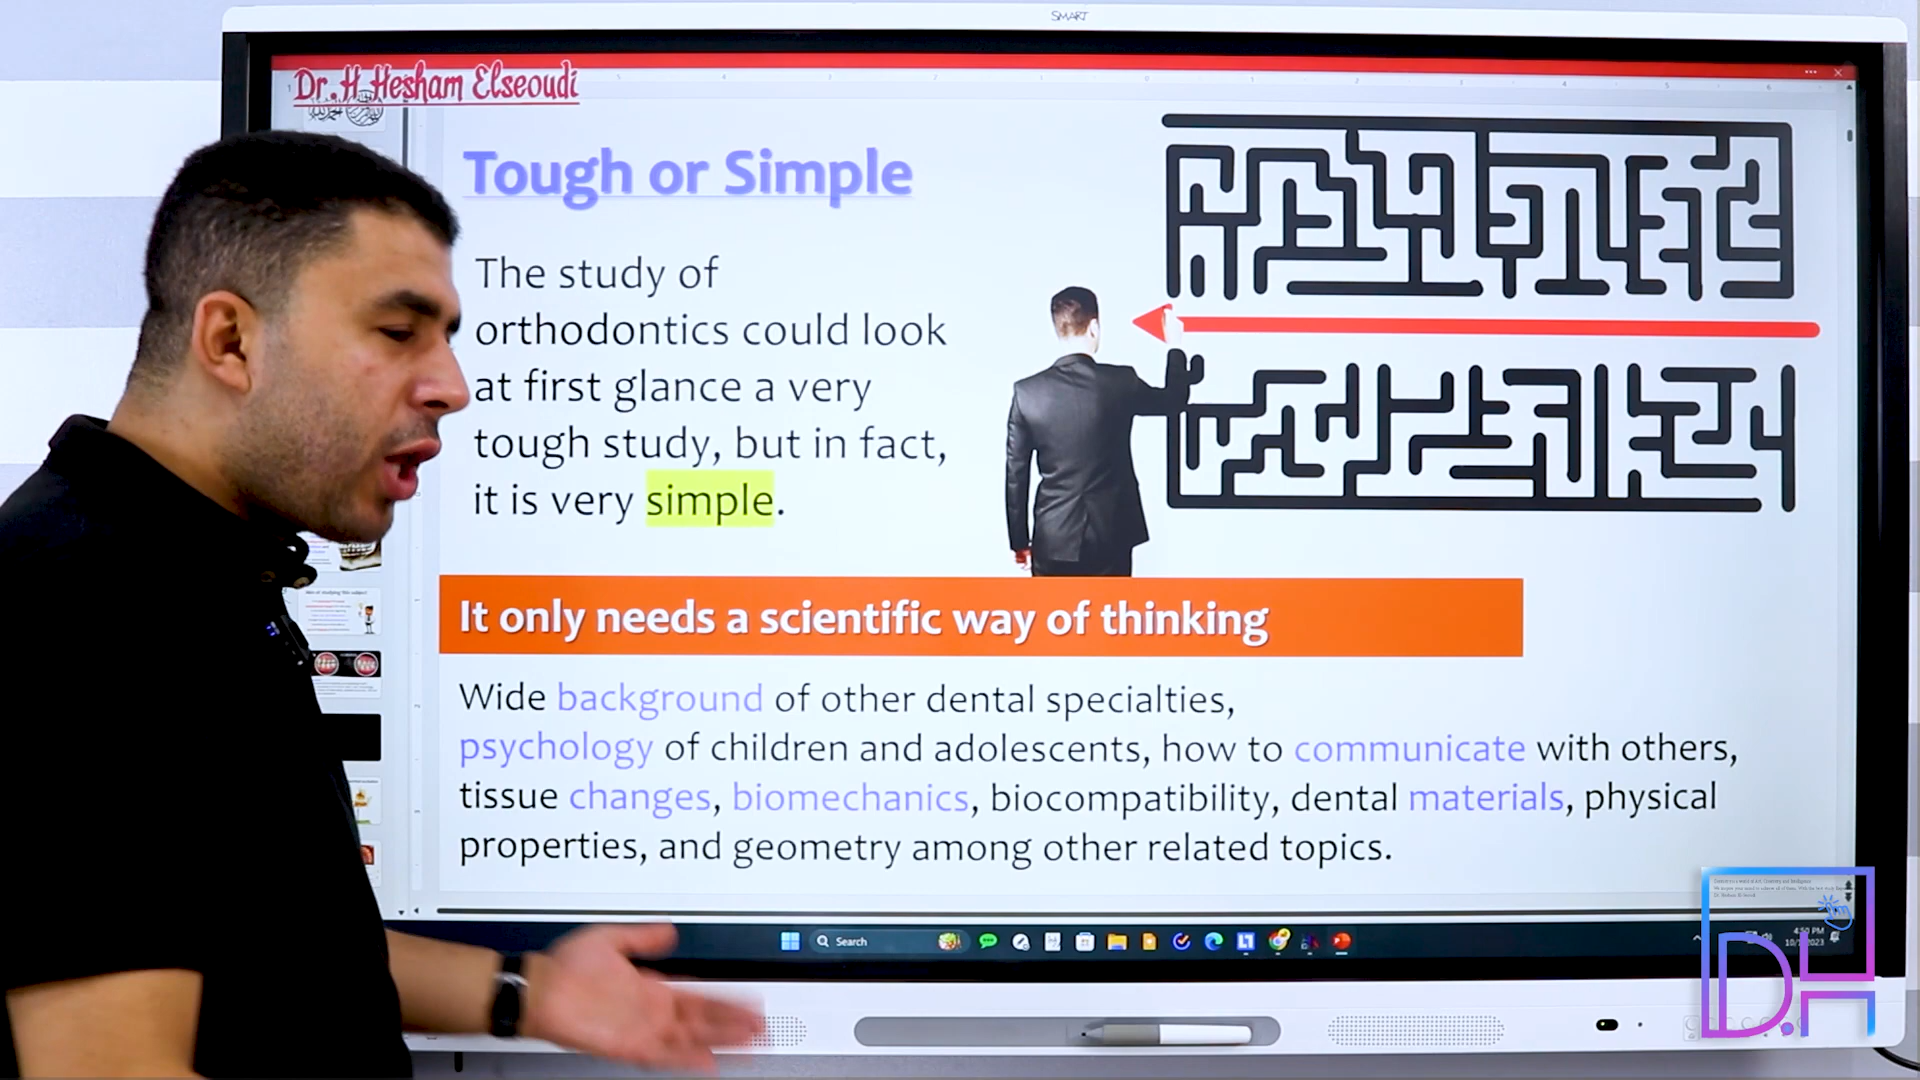 SMART
Dr.H Hesham Elseoudi
Tough or Simple
The study of
orthodontics could look
at first glance a very
tough study, but in fact,
it is very simple.
It only needs a scientific way of thinking
Wide background of other dental specialties,
psychology of children and adolescents, how to communicate with others,
tissue changes, biomechanics, biocompatibility, dental materials, physical
properties, and geometry among other related topics.
Search
4:50 PM
D.H